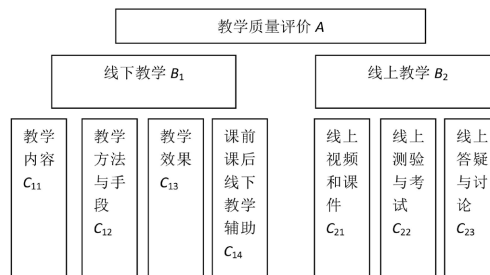 教学质量评价 A
线下教学 B1
线上教学 B2
教学
内容
C11
教学
方法
与手
段
C12
教学
效果
C13
课前
课后
线下
教学
辅助
C14
线上
视频
和课
件
C21
线上
测验
与考
试
C22
线上
答疑
与讨
论
C23